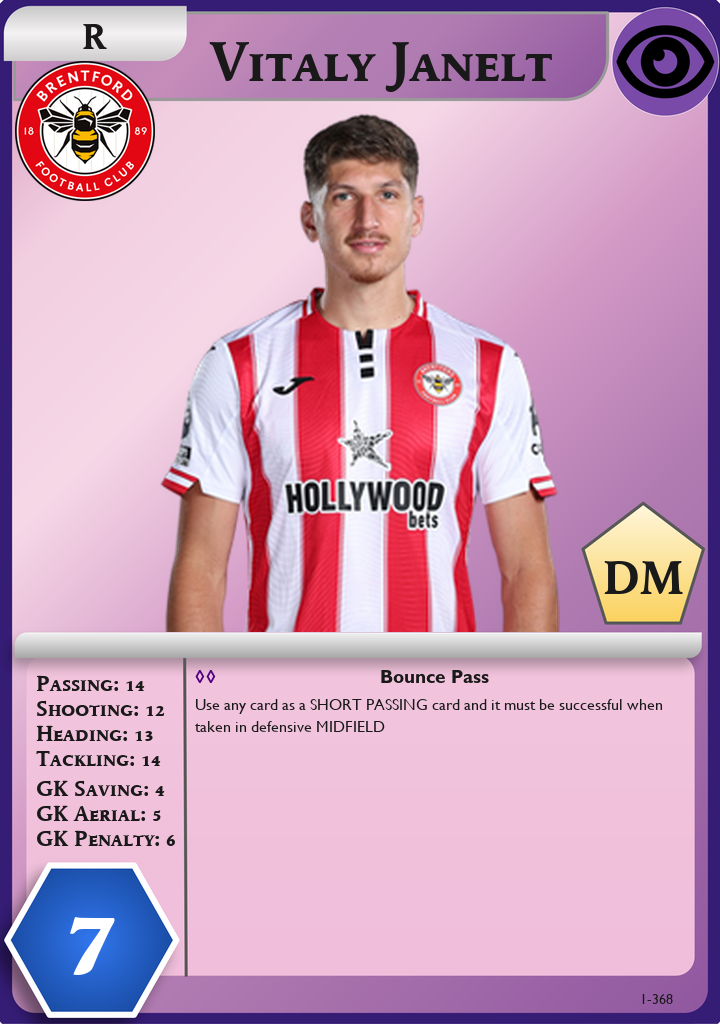 R
Vitaly Janelt
BRENTFORD
18 89
FOOTBALL CLUB
BRENTFORD
HOLLYWOOD
bets
DM
Passing: 14
Shooting: 12
Heading: 13
Tackling: 14
GK Saving: 4
GK Aerial: 5
GK Penalty: 6
7
◊◊ Bounce Pass
Use any card as a SHORT PASSING card and it must be successful when
taken in defensive MIDFIELD
1-368